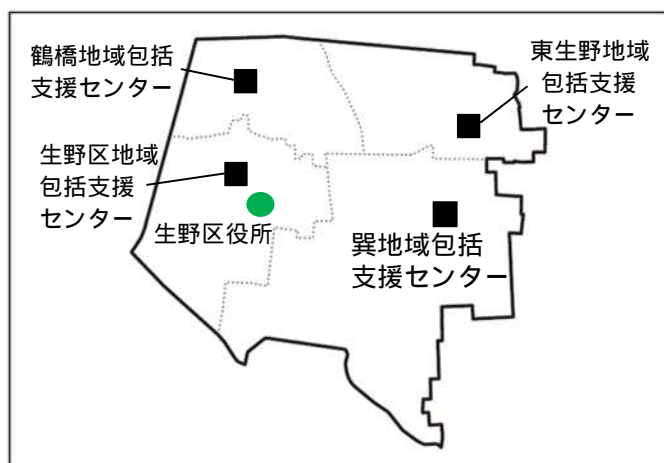 鶴橋地域包括
支援センター
東生野地域
包括支援
センター
生野区地域
包括支援
センター
生野区役所
巽地域包括
支援センター